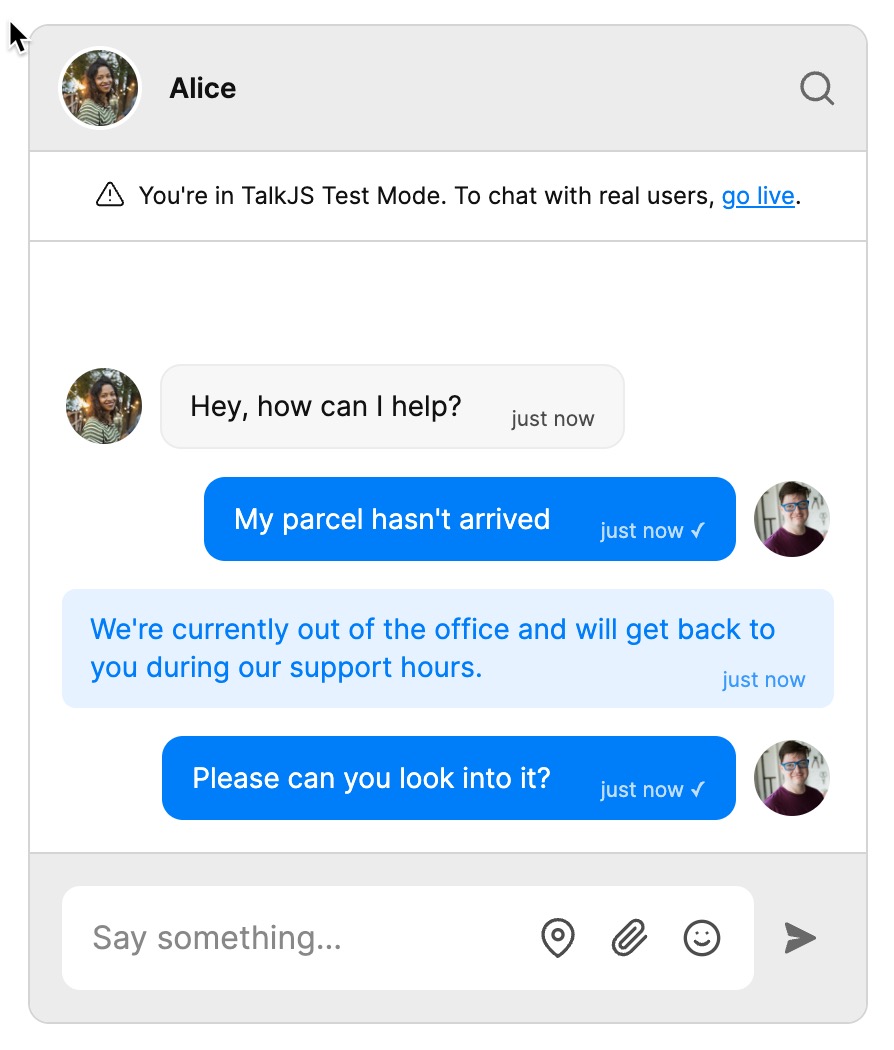 Alice
You're in TalkJS Test Mode. To chat with real users, go live.
Hey, how can I help?
just now
My parcel hasn't arrived
just now ✓
We're currently out of the office and will get back to
you during our support hours.
just now
Please can you look into it?
just now ✓
Say something...